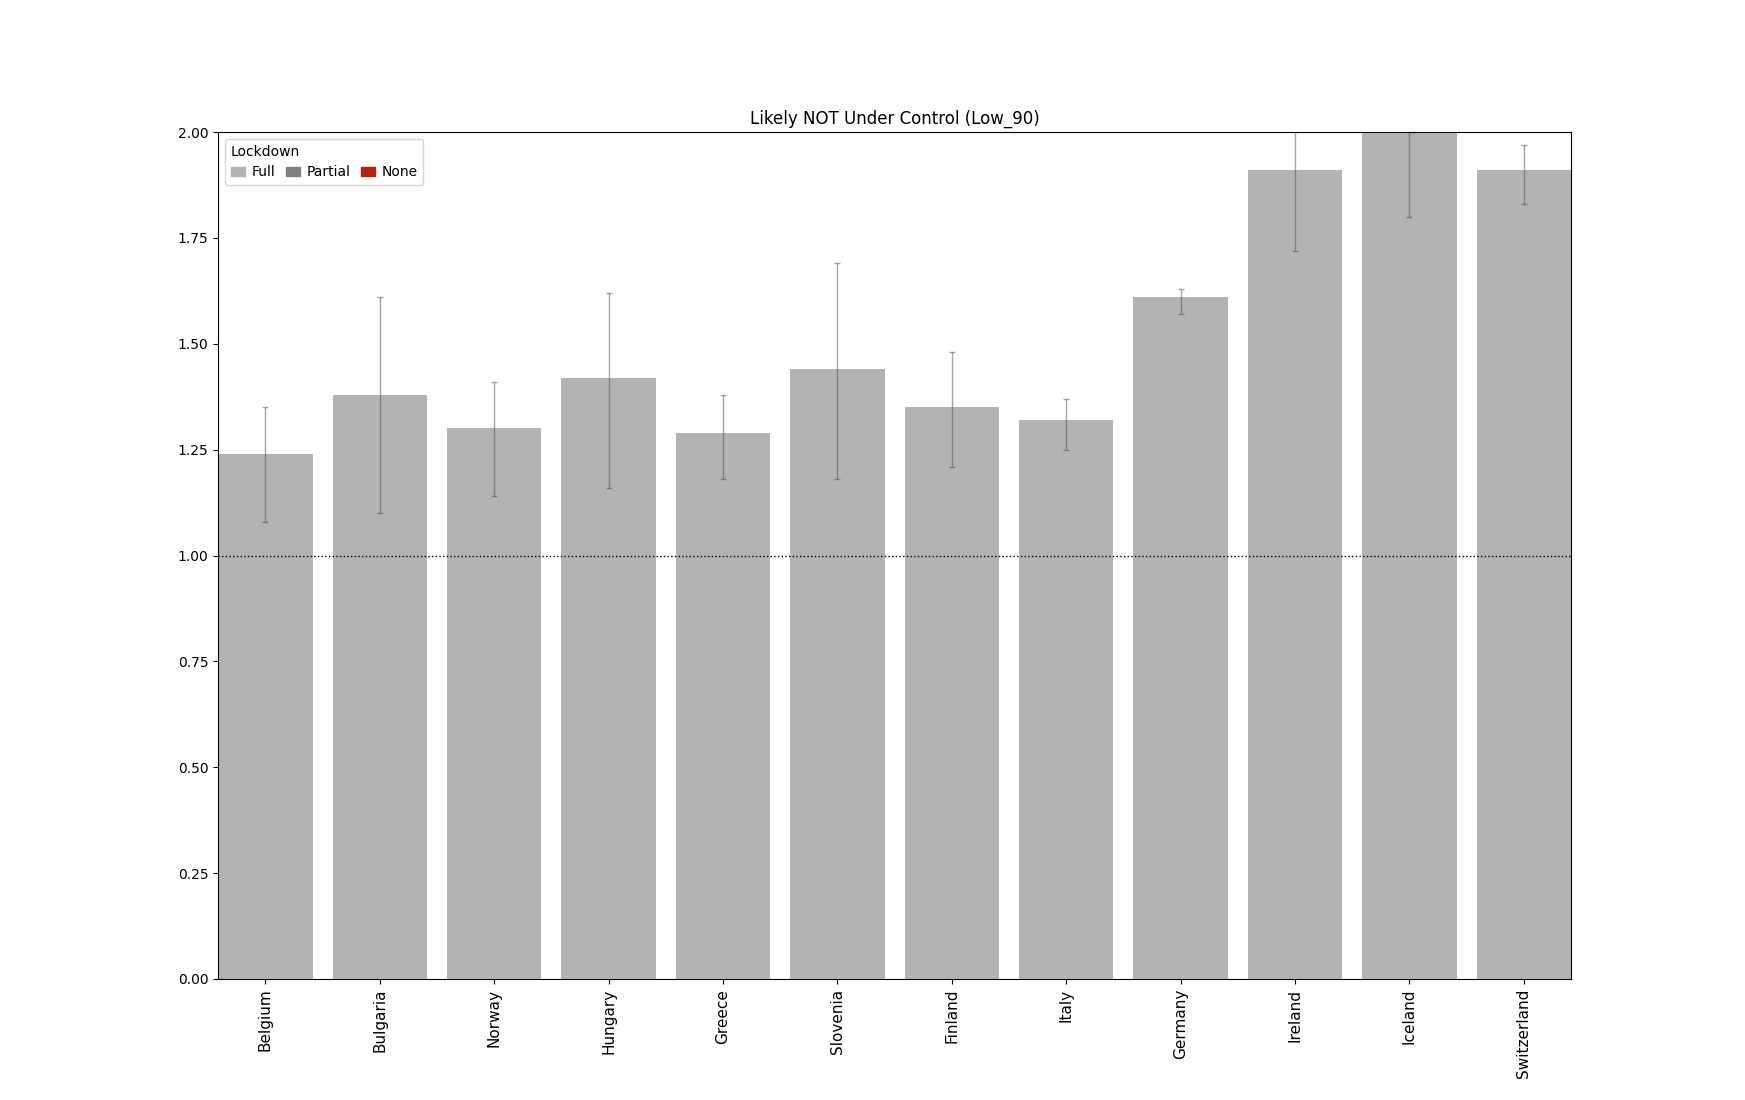 Likely NOT Under Control (Low_90)
Lockdown
Full Partial None
2.00
1.75
1.50
1.25
1.00
0.75
0.50
0.25
0.00
Belgium
Bulgaria
Norway
Hungary
Greece
Slovenia
Finland
Italy
Germany
Ireland
Iceland
Switzerland